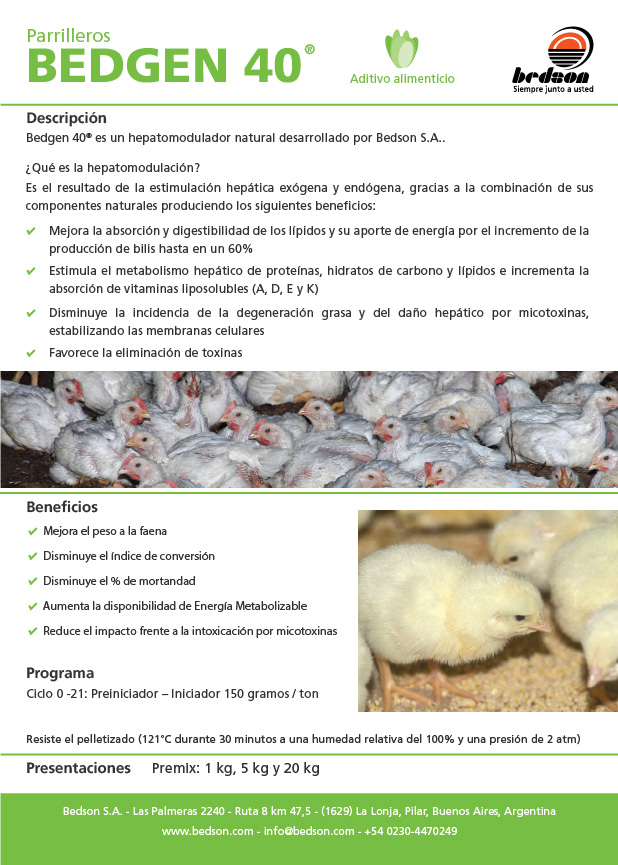 Parrilleros
BEDGEN 40®
Aditivo alimenticio
bedson
Siempre junto a usted
Descripción
Bedgen 40® es un hepatomodulador natural desarrollado por Bedson S.A..
¿Qué es la hepatomodulación?
Es el resultado de la estimulación hepática exógena y endógena, gracias a la combinación de sus
componentes naturales produciendo los siguientes beneficios:
✔ Mejora la absorción y digestibilidad de los lípidos y su aporte de energía por el incremento de la
producción de bilis hasta en un 60%
✔ Estimula el metabolismo hepático de proteínas, hidratos de carbono y lípidos e incrementa la
absorción de vitaminas liposolubles (A, D, E y K)
✔ Disminuye la incidencia de la degeneración grasa y del daño hepático por micotoxinas,
estabilizando las membranas celulares
✔ Favorece la eliminación de toxinas
Beneficios
✔ Mejora el peso a la faena
✔ Disminuye el índice de conversión
✔ Disminuye el % de mortandad
✔ Aumenta la disponibilidad de Energía Metabolizable
✔ Reduce el impacto frente a la intoxicación por micotoxinas
Programa
Ciclo 0 -21: Preiniciador – Iniciador 150 gramos / ton
Resiste el pelletizado (121°C durante 30 minutos a una humedad relativa del 100% y una presión de 2 atm)
Presentaciones Premix: 1 kg, 5 kg y 20 kg
Bedson S.A. - Las Palmeras 2240 - Ruta 8 km 47,5 - (1629) La Lonja, Pilar, Buenos Aires, Argentina
www.bedson.com - info@bedson.com - +54 0230-4470249